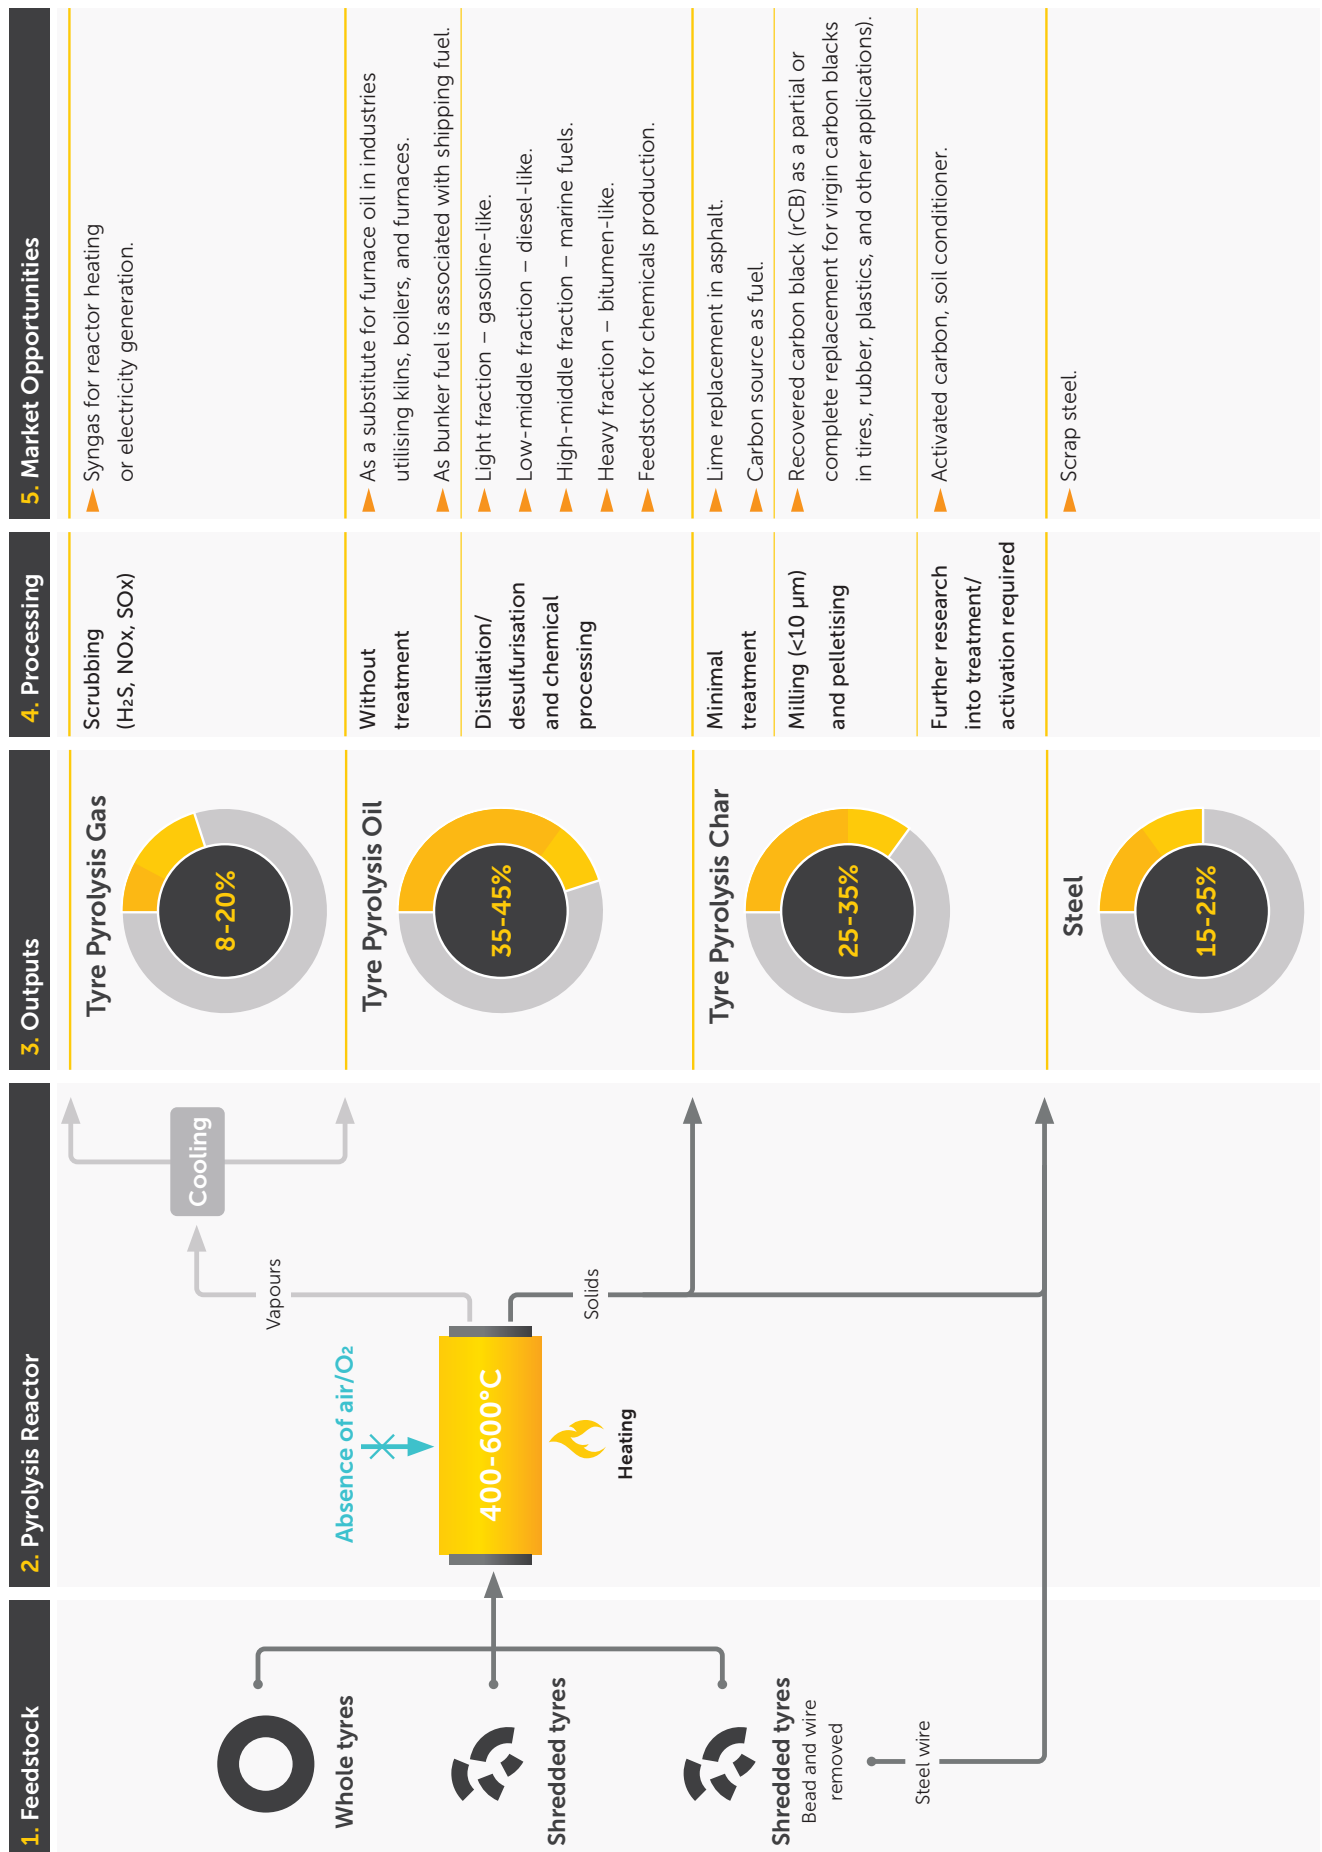 1. Feedstock
Whole tyres
Shredded tyres
Shredded tyres
Bead and wire
removed
Steel wire
2. Pyrolysis Reactor
Absence of air/O₂
400-600°C
Heating
Vapours
Solids
Cooling
3. Outputs
Tyre Pyrolysis Gas
8-20%
Tyre Pyrolysis Oil
35-45%
Tyre Pyrolysis Char
25-35%
Steel
15-25%
4. Processing
Scrubbing
(H₂S, NOx, SOx)
Without
treatment
Distillation/
desulfurisation
and chemical
processing
Minimal
treatment
Milling (<10 µm)
and pelletising
Further research
into treatment/
activation required
5. Market Opportunities
Syngas for reactor heating
or electricity generation.
As a substitute for furnace oil in industries
utilising kilns, boilers, and furnaces.
As bunker fuel is associated with shipping fuel.
Light fraction – gasoline-like.
Low-middle fraction – diesel-like.
High-middle fraction – marine fuels.
Heavy fraction – bitumen-like.
Feedstock for chemicals production.
Lime replacement in asphalt.
Carbon source as fuel.
Recovered carbon black (rCB) as a partial or
complete replacement for virgin carbon blacks
in tires, rubber, plastics, and other applications).
Activated carbon, soil conditioner.
Scrap steel.